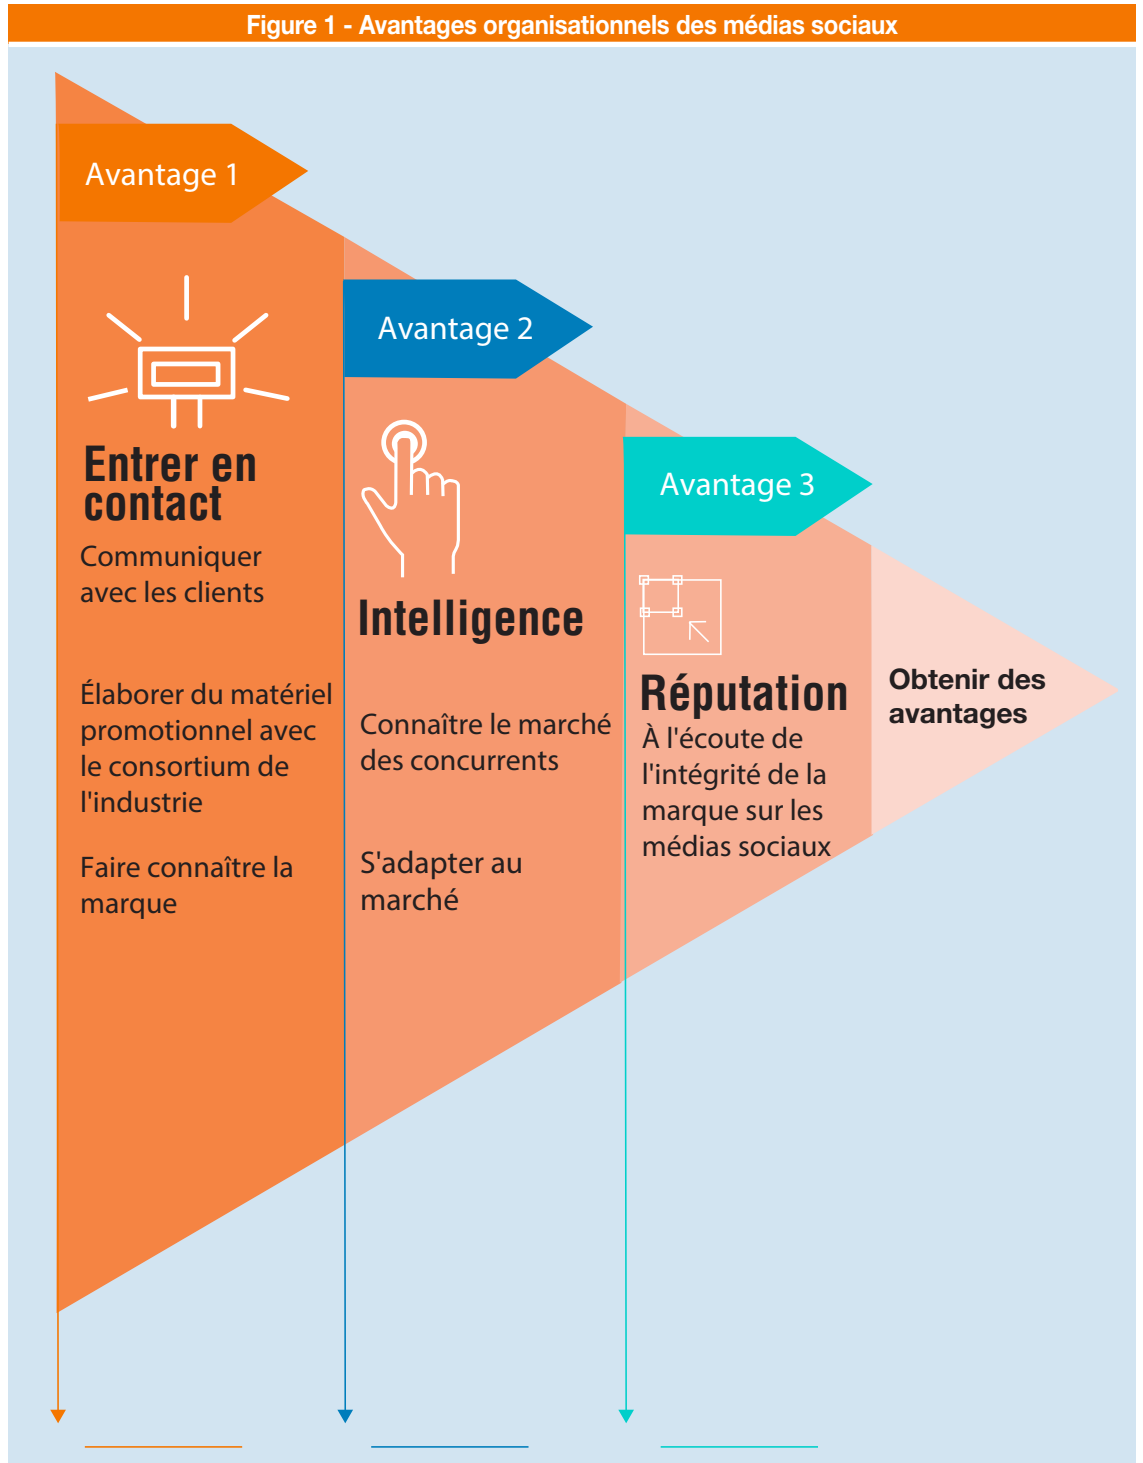 Figure 1 - Avantages organisationnels des médias sociaux
Avantage 1
Entrer en
contact
Communiquer
avec les clients
Élaborer du matériel
promotionnel avec
le consortium de
l'industrie
Faire connaître la
marque
Avantage 2
Intelligence
Connaître le marché
des concurrents
S'adapter au
marché
Avantage 3
Réputation
À l'écoute de
l'intégrité de la
marque sur les
médias sociaux
Obtenir des
avantages